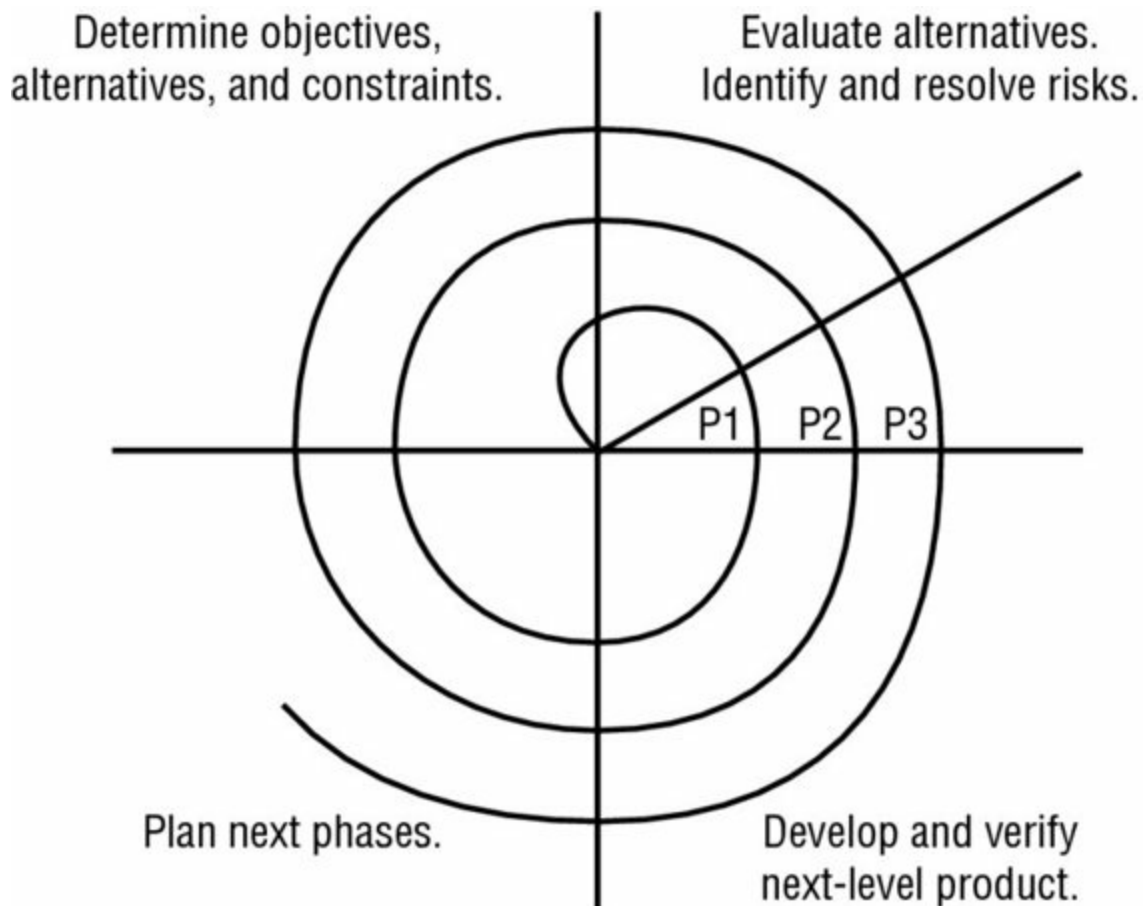 Determine objectives,
alternatives, and constraints.
Evaluate alternatives.
Identify and resolve risks.
P1 P2 P3
Plan next phases.
Develop and verify
next-level product.